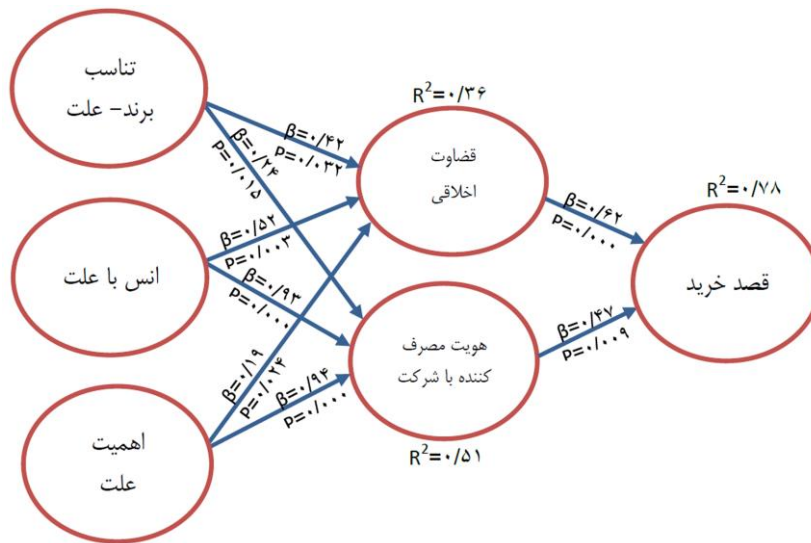 تناسب
برند- علت
انس با علت
اهمیت
علت
β=۰/۴۲
P=۰/۰۳۲
β=۰/۲۴
P=۰/۰۱۵
β=۰/۵۲
P=۰/۰۰۳
β=۰/۹۳
P=۰/۰۰۰
β=۰/۱۹
P=۰/۰۲۴
β=۰/۹۴
P=۰/۰۰۰
R²=۰/۳۶
قضاوت
اخلاقی
هویت مصرف
کننده با شرکت
R²=۰/۵۱
β=۰/۶۲
P=۰/۰۰۰
β=۰/۴۷
P=۰/۰۰۹
R²=۰/۷۸
قصد خرید